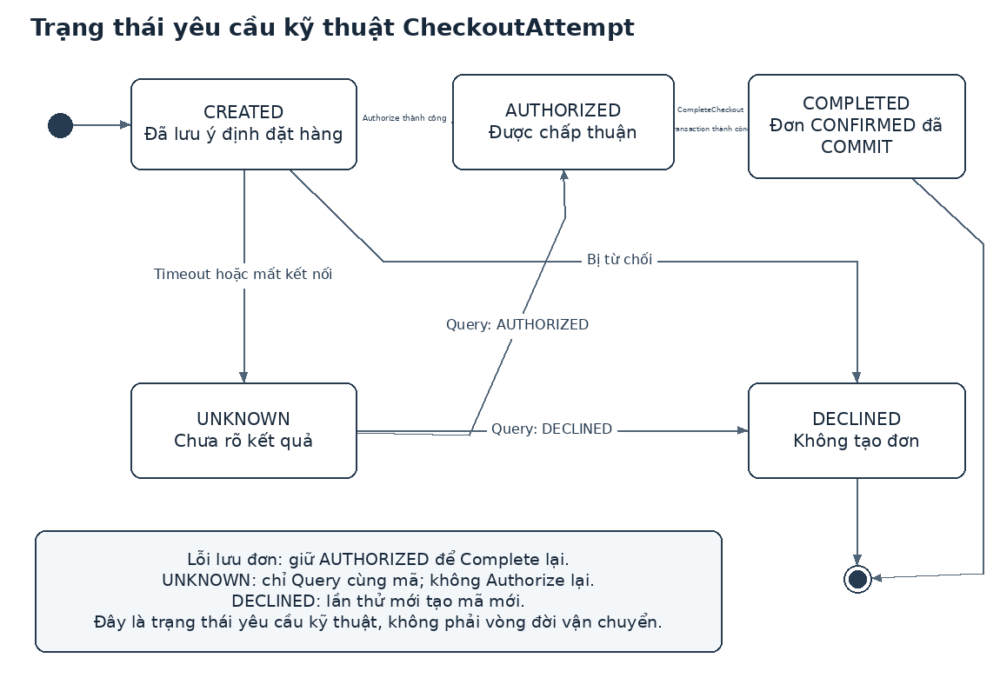 Trạng thái yêu cầu kỹ thuật CheckoutAttempt
CREATED
Đã lưu ý định đặt hàng
Authorize thành công
AUTHORIZED
Được chấp thuận
CompleteCheckout
ransaction thành côn
COMPLETED
Đơn CONFIRMED đã
COMMIT
Bị từ chối
Timeout hoặc mất kết nối
Query: AUTHORIZED
UNKNOWN
Chưa rõ kết quả
Query: DECLINED
DECLINED
Không tạo đơn
Lỗi lưu đơn: giữ AUTHORIZED để Complete lại.
UNKNOWN: chỉ Query cùng mã; không Authorize lại.
DECLINED: lần thử mới tạo mã mới.
Đây là trạng thái yêu cầu kỹ thuật, không phải vòng đời vận chuyển.